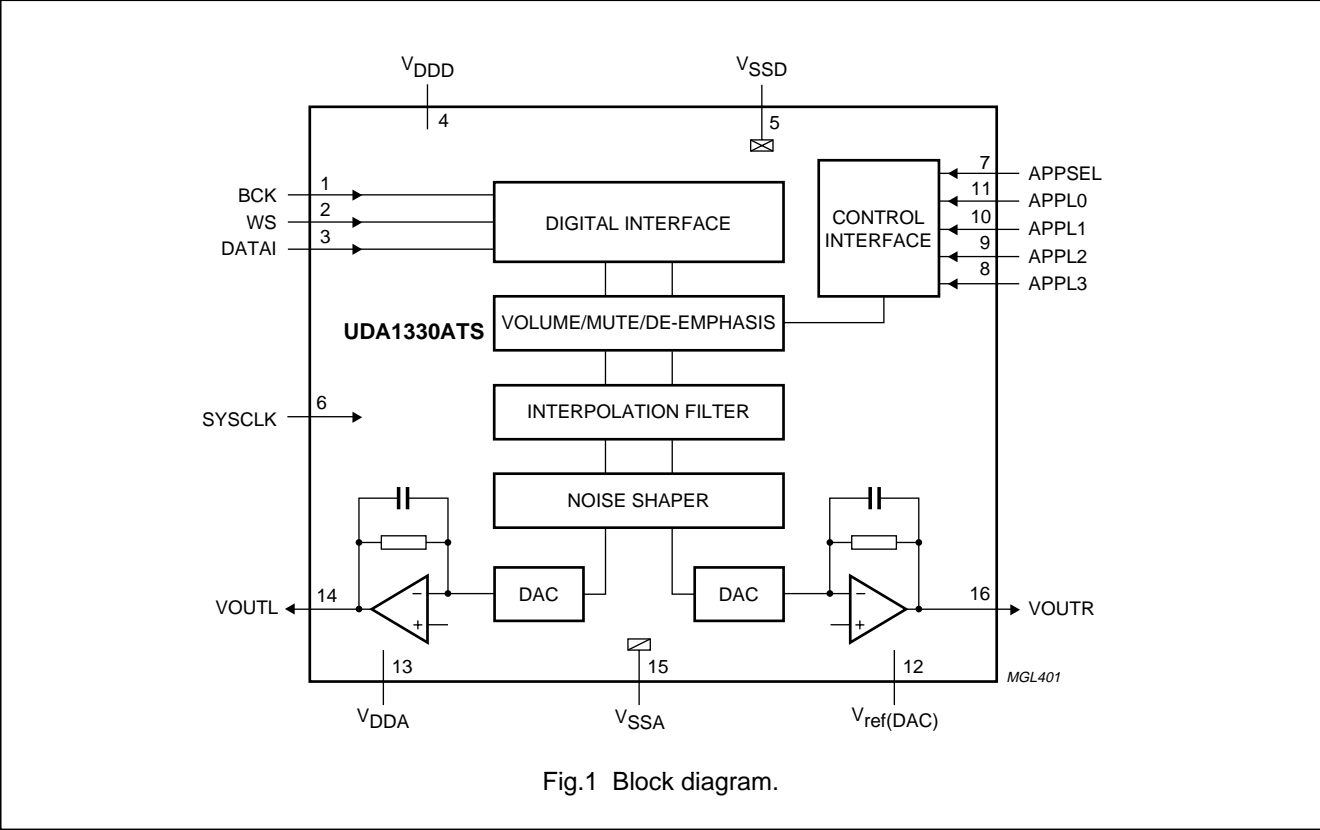 VDDD
VSSD
4
5
BCK
1
WS
2
DATAI
3
DIGITAL INTERFACE
CONTROL
INTERFACE
7
APPSEL
11
APPL0
10
APPL1
9
APPL2
8
APPL3
UDA1330ATS
VOLUME/MUTE/DE-EMPHASIS
SYSCLK
6
INTERPOLATION FILTER
NOISE SHAPER
VOUTL
14
−
+
DAC
DAC
−
+
16
VOUTR
13
15
12
MGL401
VDDA
VSSA
Vref(DAC)
Fig.1 Block diagram.